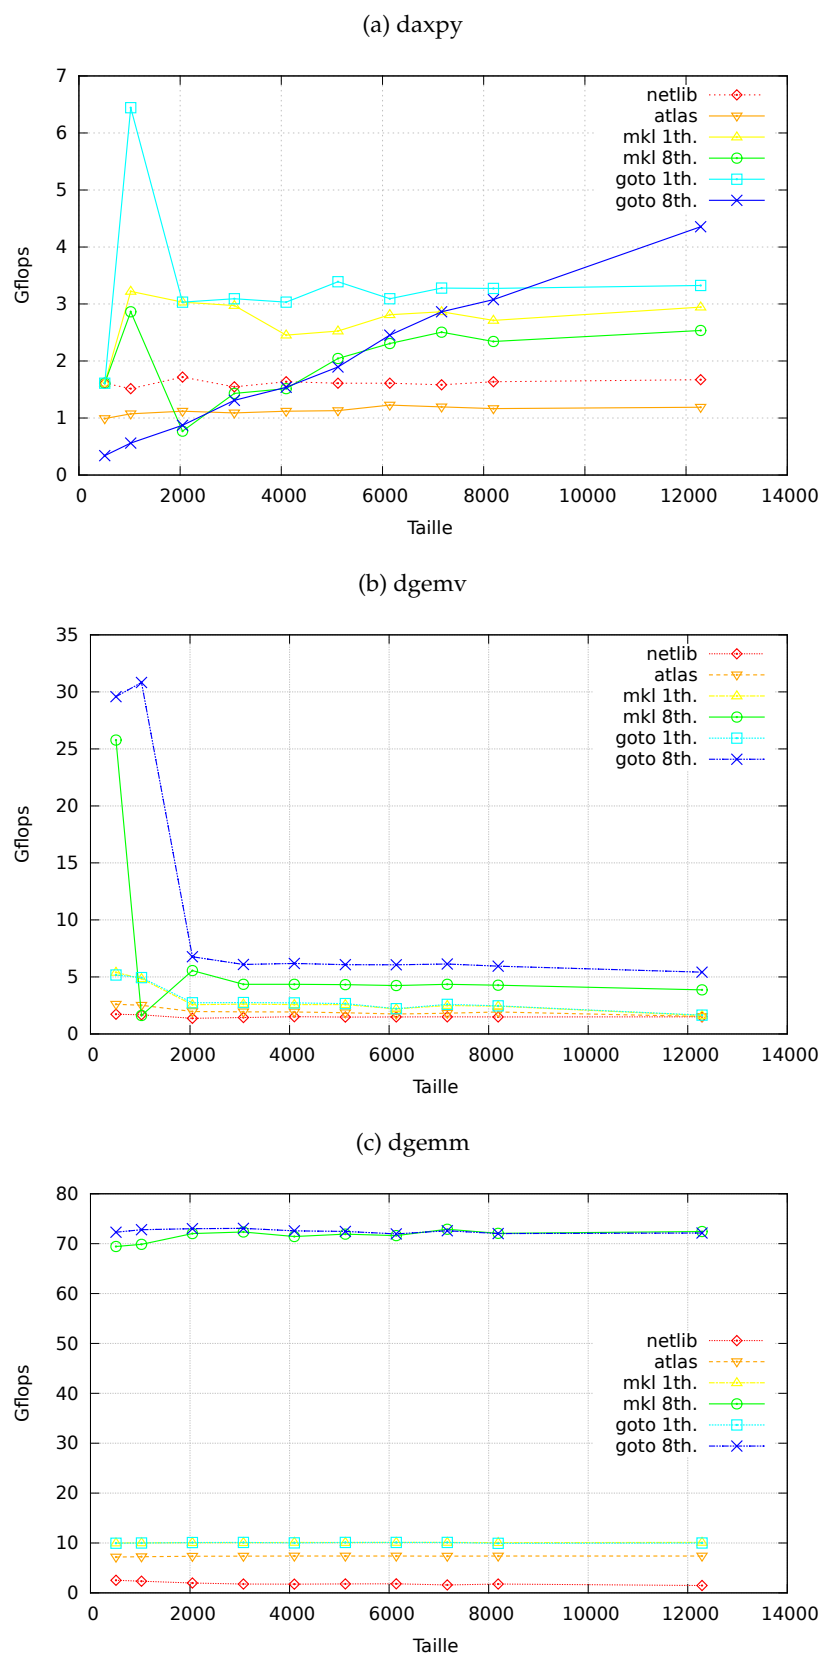 (a) daxpy
7
6
5
4
3
2
1
0
Gflops
netlib
atlas
mkl 1th.
mkl 8th.
goto 1th.
goto 8th.
0 2000 4000 6000 8000 10000 12000 14000
Taille
(b) dgemv
35
30
25
20
15
10
5
0
Gflops
netlib
atlas
mkl 1th.
mkl 8th.
goto 1th.
goto 8th.
0 2000 4000 6000 8000 10000 12000 14000
Taille
(c) dgemm
80
70
60
50
40
30
20
10
0
Gflops
netlib
atlas
mkl 1th.
mkl 8th.
goto 1th.
goto 8th.
0 2000 4000 6000 8000 10000 12000 14000
Taille